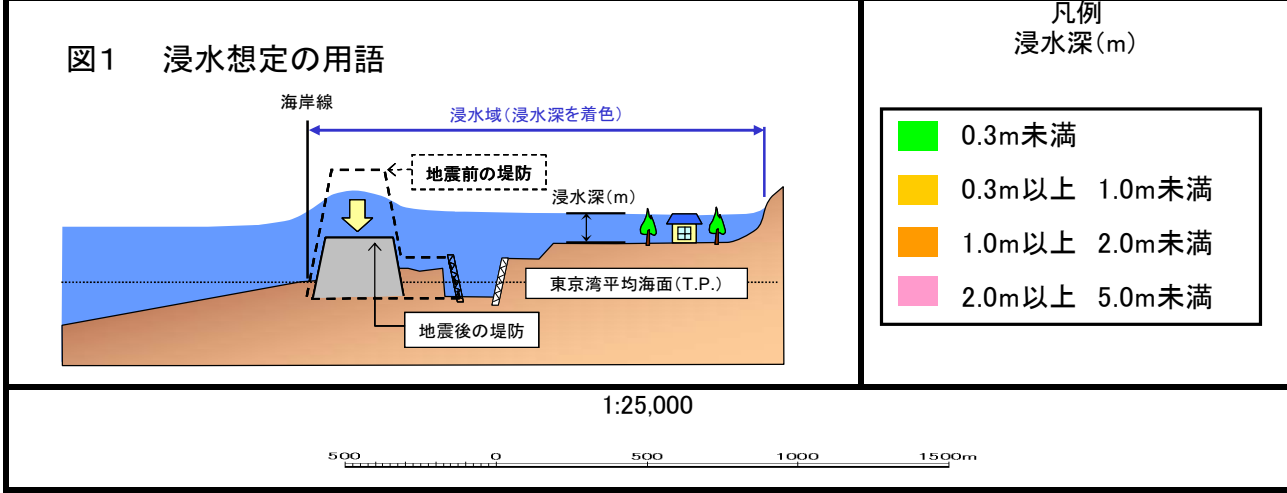 図1 浸水想定の用語
海岸線
浸水域(浸水深を着色)
地震前の堤防
浸水深(m)
東京湾平均海面(T.P.)
地震後の堤防
凡例
浸水深(m)
0.3m未満
0.3m以上 1.0m未満
1.0m以上 2.0m未満
2.0m以上 5.0m未満
1:25,000
500 0 500 1000 1500m